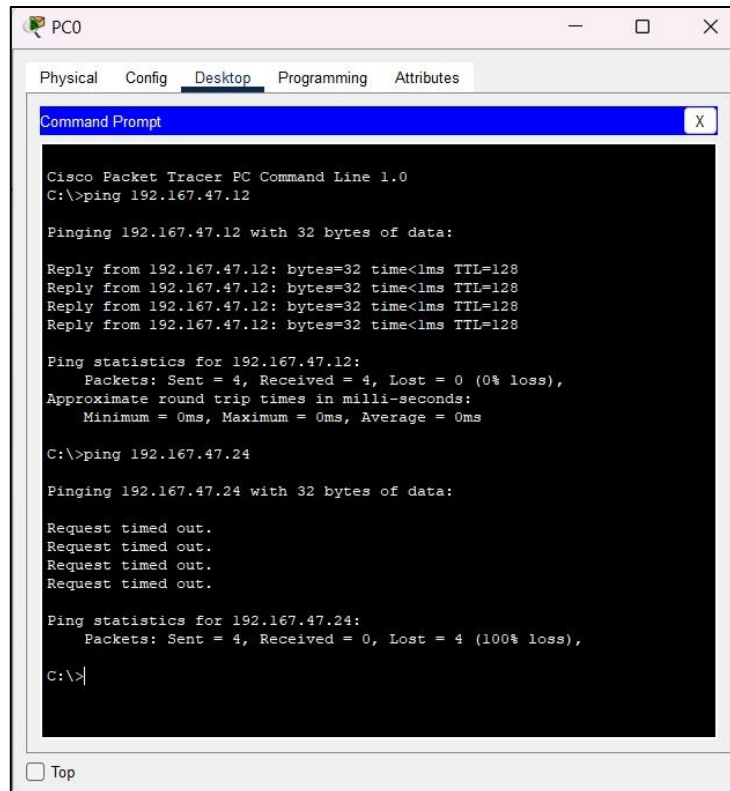 PC0
Physical Config Desktop Programming Attributes
Command Prompt
X
Cisco Packet Tracer PC Command Line 1.0
C:\>ping 192.167.47.12
Pinging 192.167.47.12 with 32 bytes of data:
Reply from 192.167.47.12: bytes=32 time<1ms TTL=128
Reply from 192.167.47.12: bytes=32 time<1ms TTL=128
Reply from 192.167.47.12: bytes=32 time<1ms TTL=128
Reply from 192.167.47.12: bytes=32 time<1ms TTL=128
Ping statistics for 192.167.47.12:
Packets: Sent = 4, Received = 4, Lost = 0 (0% loss),
Approximate round trip times in milli-seconds:
Minimum = 0ms, Maximum = 0ms, Average = 0ms
C:\>ping 192.167.47.24
Pinging 192.167.47.24 with 32 bytes of data:
Request timed out.
Request timed out.
Request timed out.
Request timed out.
Ping statistics for 192.167.47.24:
Packets: Sent = 4, Received = 0, Lost = 4 (100% loss),
C:\>
Top